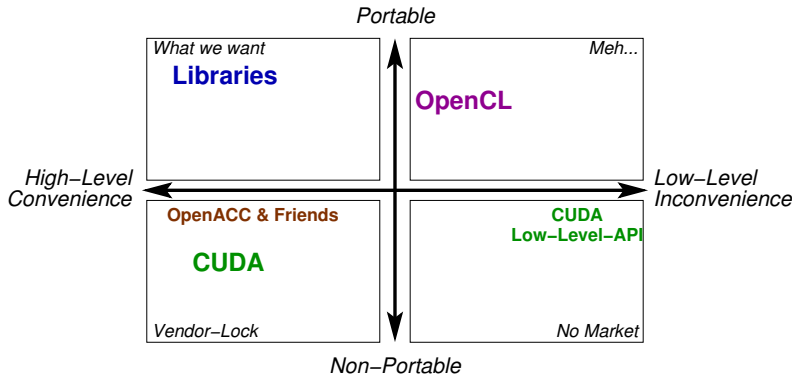 Portable
What we want
Meh...
Libraries
OpenCL
High−Level
Convenience
Low−Level
Inconvenience
OpenACC & Friends
CUDA
CUDA
Low−Level−API
Vendor−Lock
No Market
Non−Portable